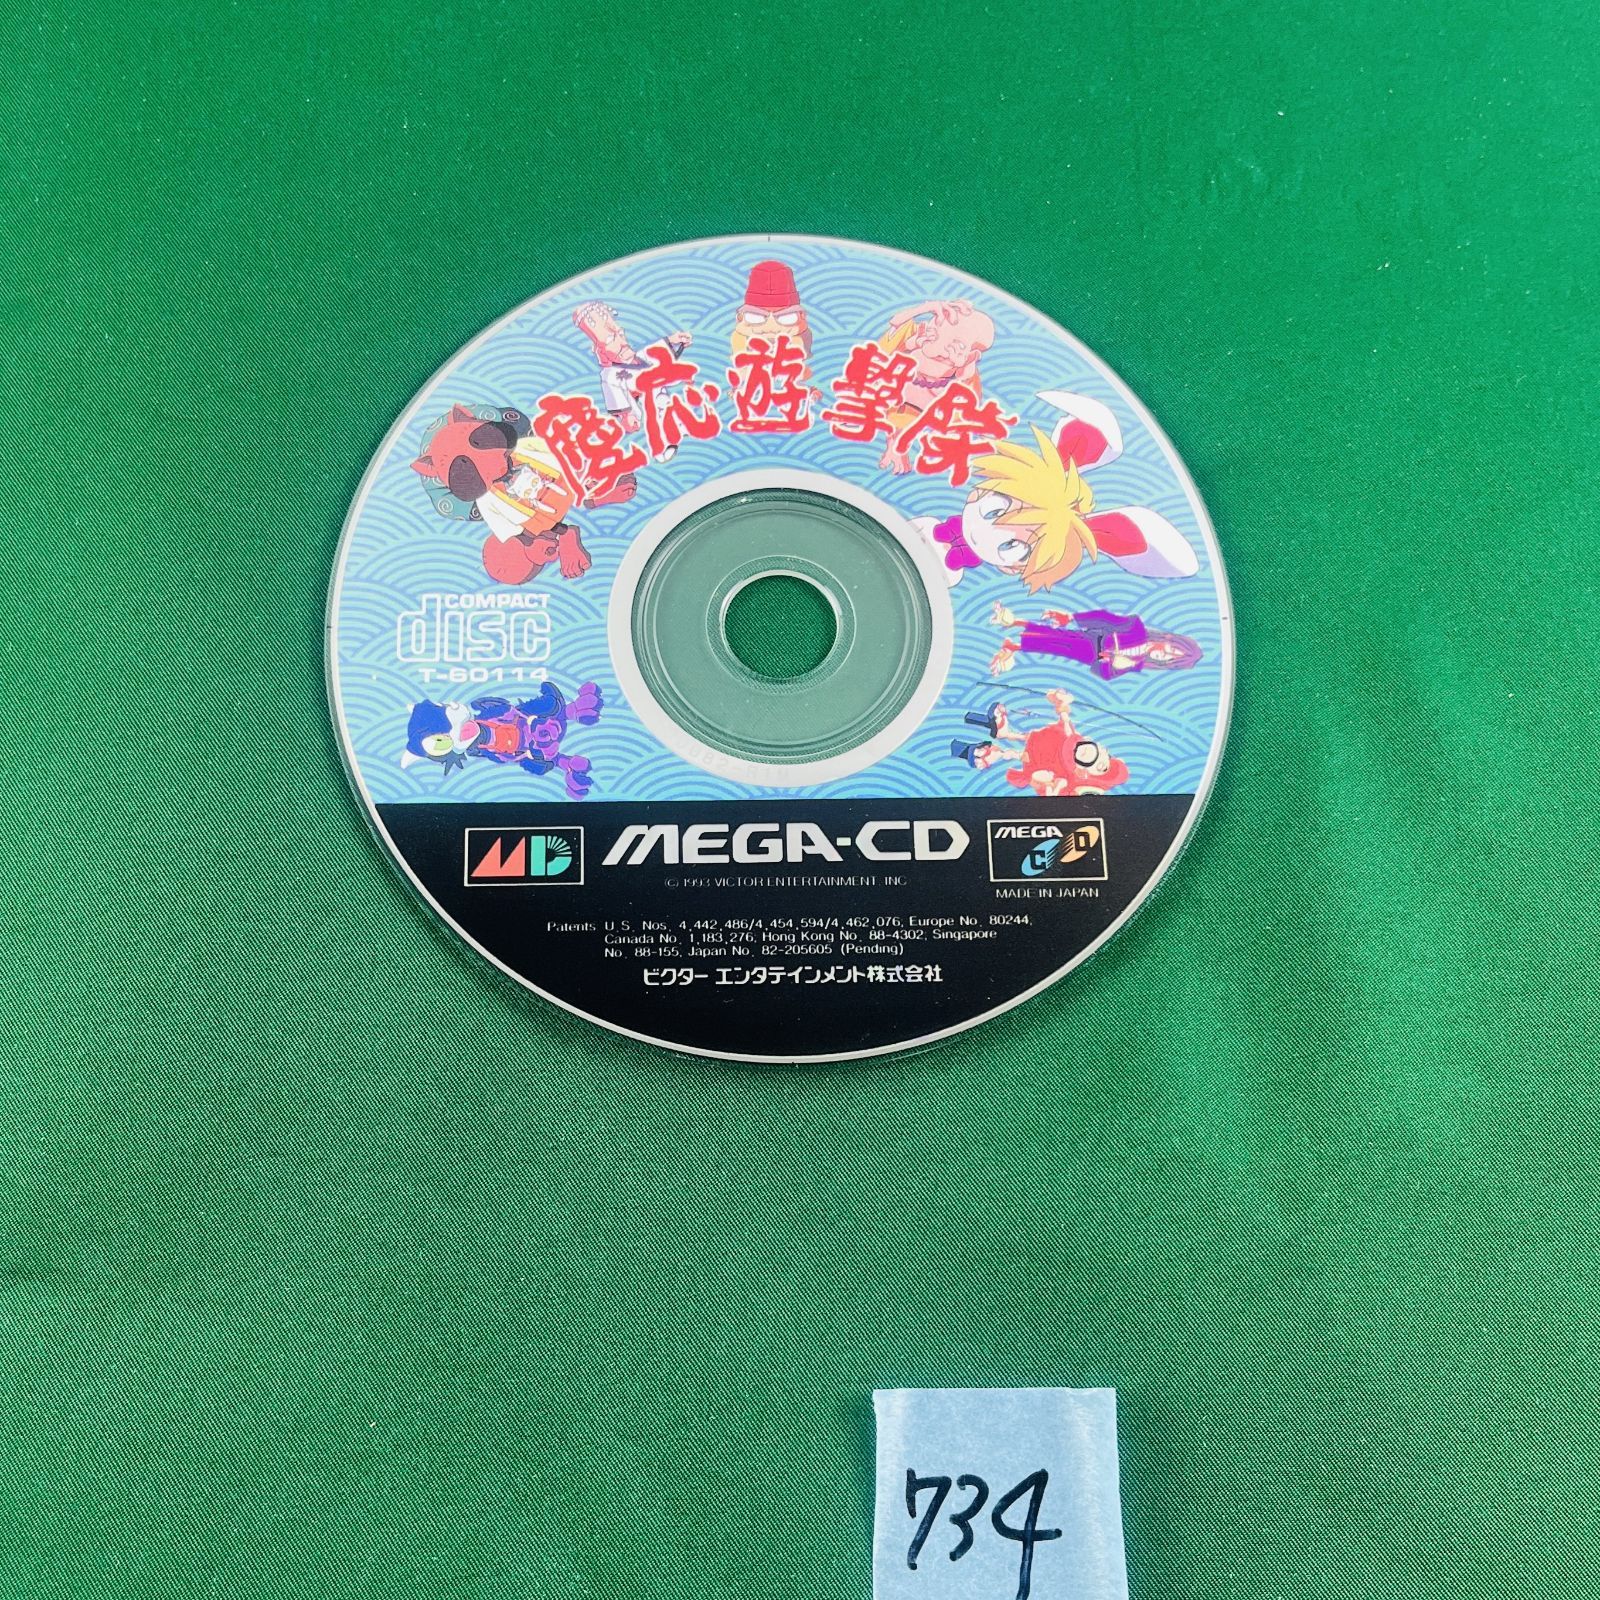 慶応遊撃隊
COMPACT
disc
T-60114
MD
MEGA-CD
MEGA
CD
© 1993 VICTOR ENTERTAINMENT, INC
MADE IN JAPAN
Patents U.S. Nos. 4,442,486/4,454,594/4,462,076; Europe No. 80244;
Canada No. 1,183,276; Hong Kong No. 88-4302; Singapore
No. 88-155; Japan No. 82-205605 (Pending)
ビクター エンタテインメント株式会社
734